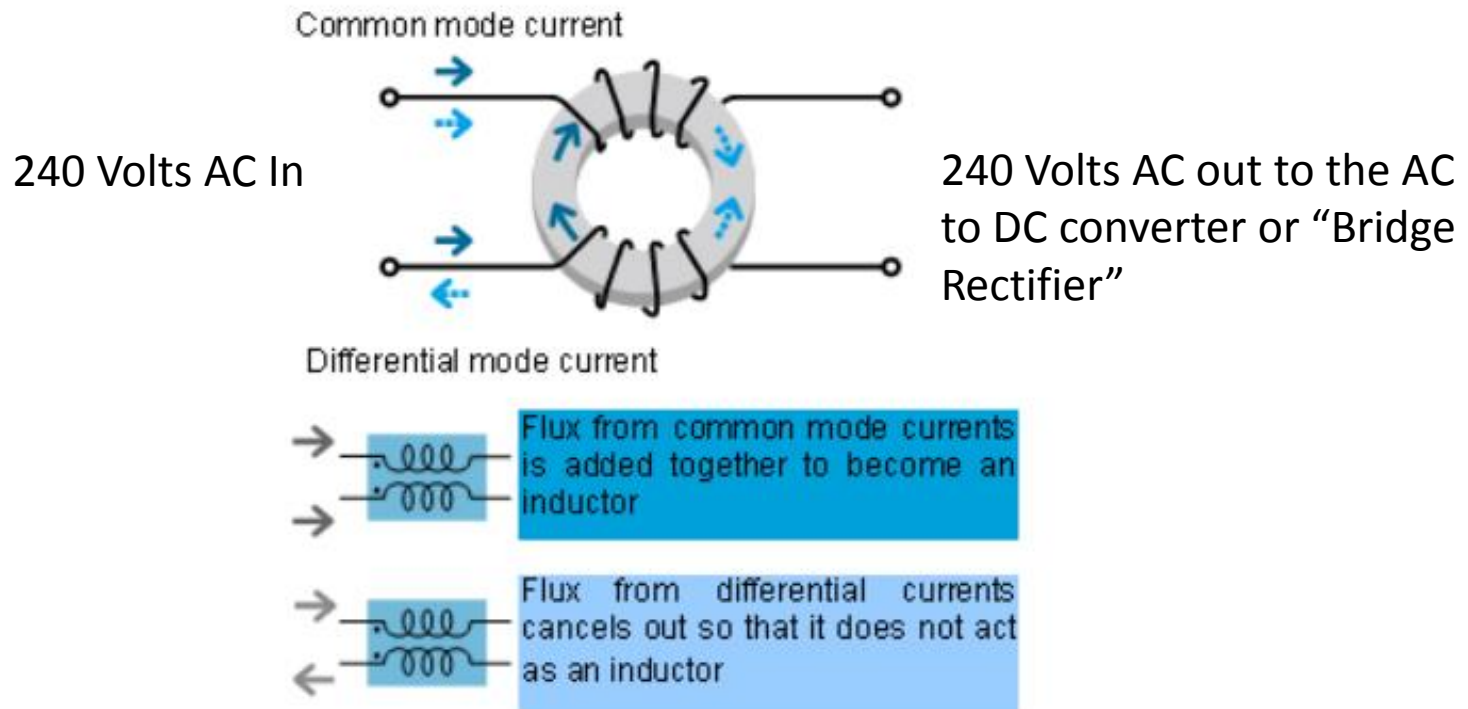 Common mode current
240 Volts AC In
240 Volts AC out to the AC
to DC converter or “Bridge
Rectifier”
Differential mode current
Flux from common mode currents
is added together to become an
inductor
Flux from differential currents
cancels out so that it does not act
as an inductor